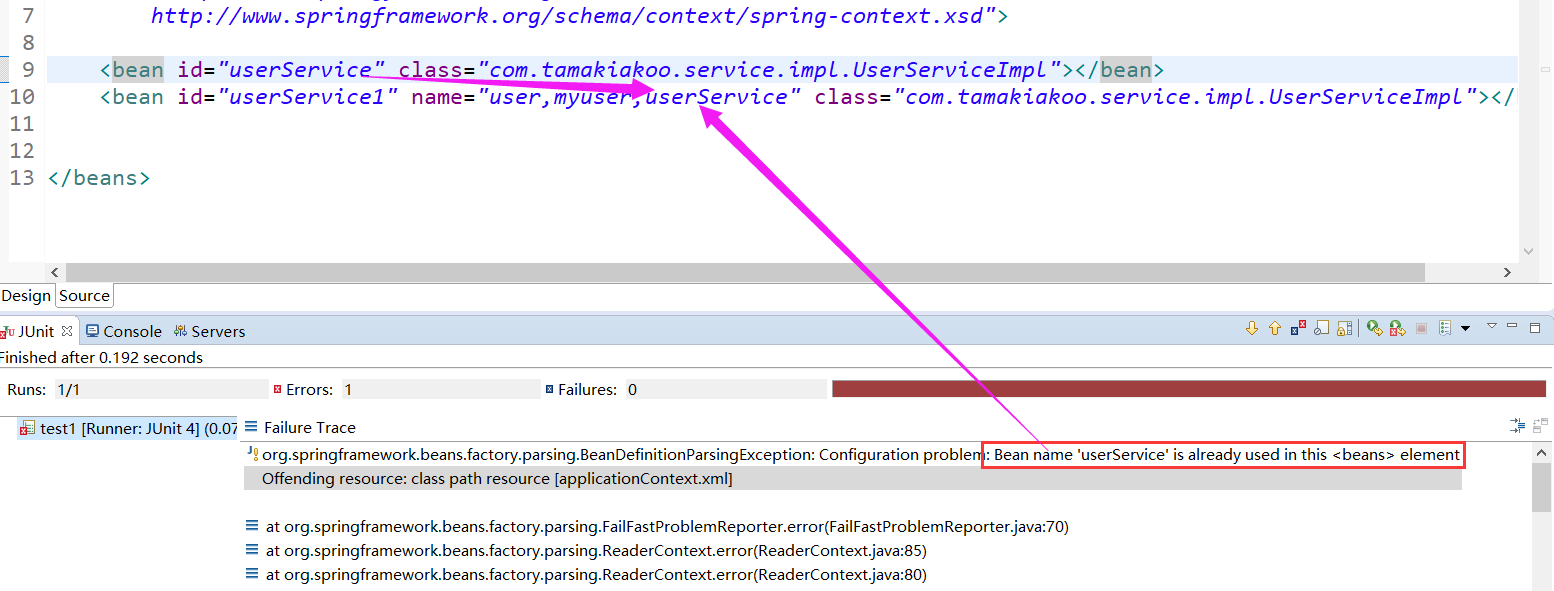 7 http://www.springframework.org/schema/context/spring-context.xsd">
8
9 <bean id="userService" class="com.tamakiakoo.service.impl.UserServiceImpl"></bean>
10 <bean id="userService1" name="user,myuser,userService" class="com.tamakiakoo.service.impl.UserServiceImpl"></
11
12
13 </beans>
Design Source
JUnit Console Servers
Finished after 0.192 seconds
Runs: 1/1 Errors: 1 Failures: 0
test1 [Runner: JUnit 4] (0.07 Failure Trace
org.springframework.beans.factory.parsing.BeanDefinitionParsingException: Configuration problem: Bean name 'userService' is already used in this <beans> element
Offending resource: class path resource [applicationContext.xml]
at org.springframework.beans.factory.parsing.FailFastProblemReporter.error(FailFastProblemReporter.java:70)
at org.springframework.beans.factory.parsing.ReaderContext.error(ReaderContext.java:85)
at org.springframework.beans.factory.parsing.ReaderContext.error(ReaderContext.java:80)